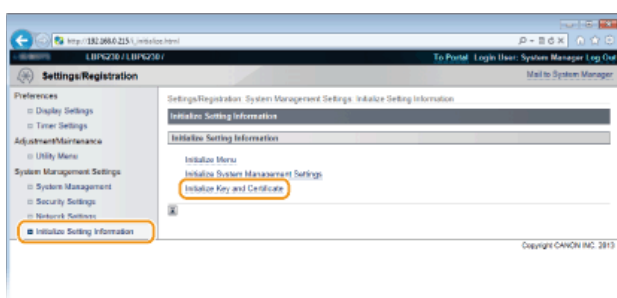 http://192.168.0.215/_initialize.html
LBP6230 / LBP6230 /
To Portal Login User: System Manager Log Out
Settings/Registration
Mail to System Manager
Preferences
Display Settings
Timer Settings
Adjustment/Maintenance
Utility Menu
System Management Settings
System Management
Security Settings
Network Settings
Initialize Setting Information
Settings/Registration: System Management Settings: Initialize Setting Information
Initialize Setting Information
Initialize Setting Information
Initialize Menu
Initialize System Management Settings
Initialize Key and Certificate
Copyright CANON INC. 2013